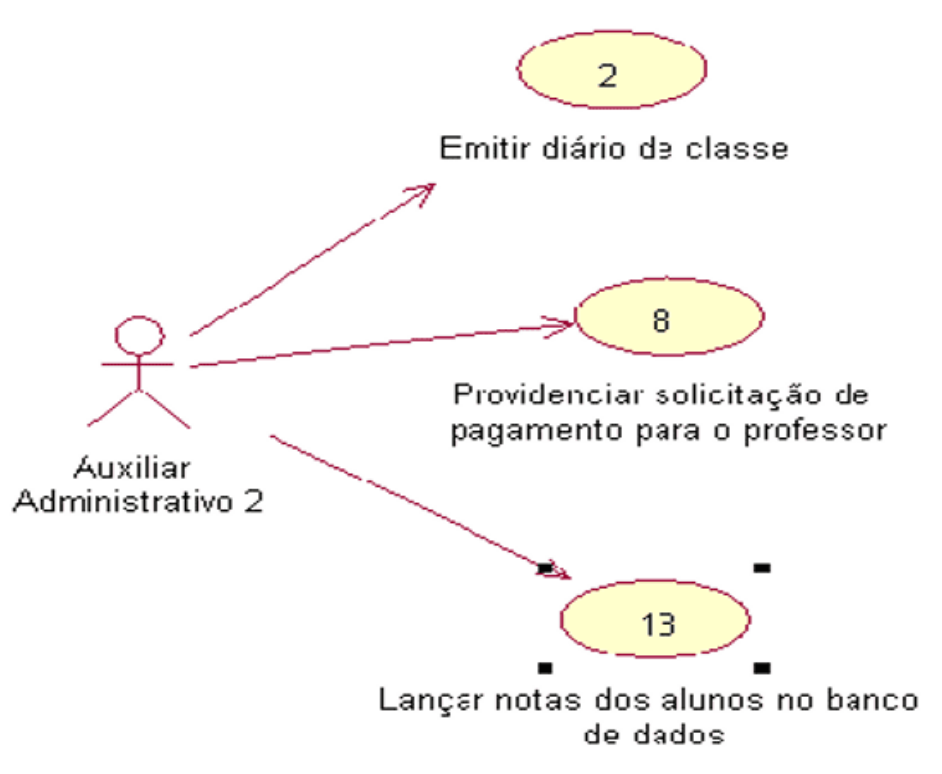 2
Emitir diário de classe
8
Providenciar solicitação de
pagamento para o professor
Auxiliar
Administrativo 2
13
Lançar notas dos alunos no banco
de dados